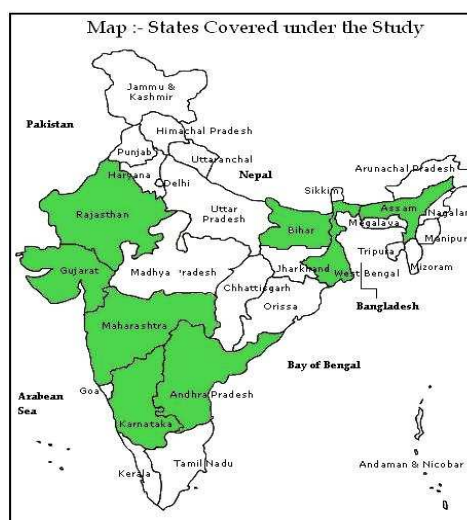 Map :- States Covered under the Study
Jammu &
Kashmir
Pakistan
Himachal Pradesh
Punjab
Uttaranchal
Haryana
Delhi
Nepal
Arunachal Pradesh
Sikkim
Assam
Nagalan
Rajasthan
Uttar
Pradesh
Bihar
Megalaya
Manipur
Tripura
Gujarat
Madhya Pradesh
Jharkhand
West Bengal
Mizoram
Chhattisgarh
Orissa
Bangladesh
Maharashtra
Bay of Bengal
Goa
Andhra Pradesh
Arabean
Sea
Karnataka
Tamil Nadu
Kerala
Andaman & Nicobar